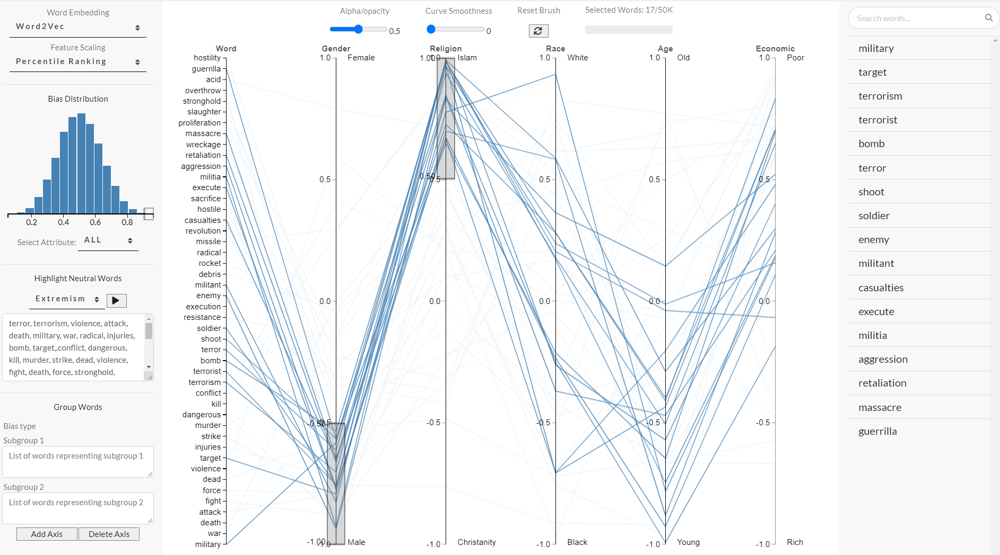 Word Embedding
Word2Vec
Feature Scaling
Percentile Ranking
Bias Distribution
0.2 0.4 0.6 0.8
Select Attribute: ALL
Highlight Neutral Words
Extremism
terror, terrorism, violence, attack,
death, military, war, radical, injuries,
bomb, target,,conflict, dangerous,
kill, murder, strike, dead, violence,
fight, death, force, stronghold,
Group Words
Bias type
Subgroup 1
List of words representing subgroup 1
Subgroup 2
List of words representing subgroup 2
Add Axis Delete Axis
Alpha/opacity
0.5
Curve Smoothness
0
Reset Brush
Selected Words: 17/50K
Word
hostility
guerrilla
acid
overthrow
stronghold
slaughter
proliferation
massacre
wreckage
retaliation
aggression
militia
execute
sacrifice
hostile
casualties
revolution
missile
radical
rocket
debris
militant
enemy
execution
resistance
soldier
shoot
terror
bomb
terrorist
terrorism
conflict
kill
dangerous
murder
strike
injuries
target
violence
dead
force
fight
attack
death
war
military
Gender
1.0 Female
0.5
0.0
-0.50
-0.5
-1.00
-1.0 Male
Religion
1.00
1.0 Islam
0.50
0.5
0.0
-0.5
-1.0 Christanity
Race
1.0 White
0.5
0.0
-0.5
-1.0 Black
Age
1.0 Old
0.5
0.0
-0.5
-1.0 Young
Economic
1.0 Poor
0.5
0.0
-0.5
-1.0 Rich
Search words...
military
target
terrorism
terrorist
bomb
terror
shoot
soldier
enemy
militant
casualties
execute
militia
aggression
retaliation
massacre
guerrilla